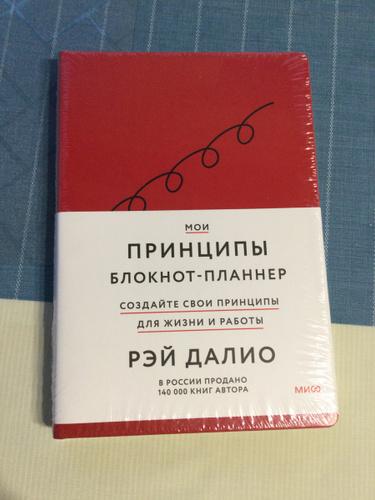 МОИ
ПРИНЦИПЫ
БЛОКНОТ-ПЛАННЕР
СОЗДАЙТЕ СВОИ ПРИНЦИПЫ
ДЛЯ ЖИЗНИ И РАБОТЫ
РЭЙ ДАЛИО
В РОССИИ ПРОДАНО
140 000 КНИГ АВТОРА
МИФ